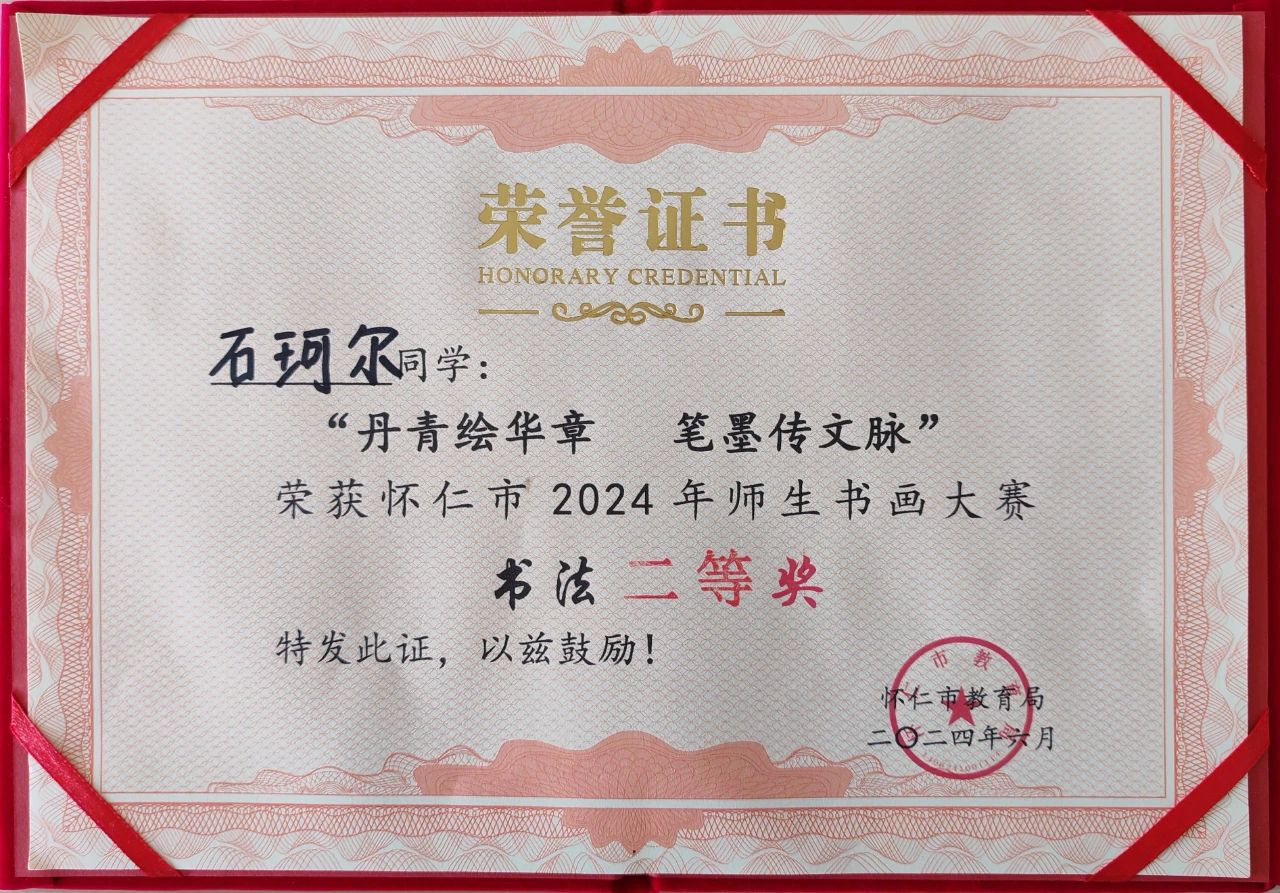 荣誉证书
HONORARY CREDENTIAL
石珂尔同学：
“丹青绘华章 笔墨传文脉”
荣获怀仁市2024年师生书画大赛
书法二等奖
特发此证，以兹鼓励！
怀仁市教育局
二〇二四年六月